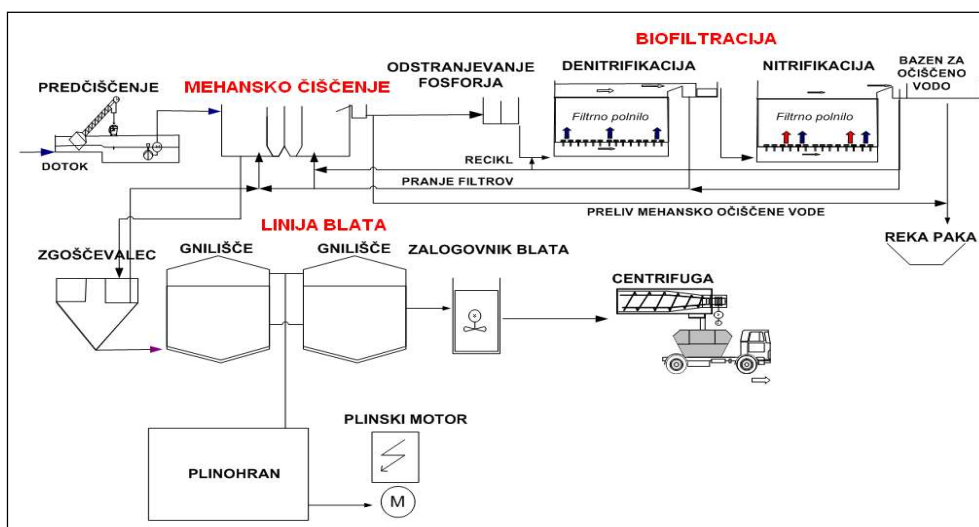 BIOFILTRACIJA
PREDČIŠČENJE
MEHANSKO ČIŠČENJE
ODSTRANJEVANJE
FOSFORJA
DENITRIFIKACIJA
NITRIFIKACIJA
BAZEN ZA
OČIŠČENO
VODO
Filtrno polnilo
Filtrno polnilo
DOTOK
RECIKL
PRANJE FILTROV
PRELIV MEHANSKO OČIŠČENE VODE
REKA PAKA
LINIJA BLATA
ZGOŠČEVALEC
GNILIŠČE
GNILIŠČE
ZALOGOVNIK BLATA
CENTRIFUGA
PLINSKI MOTOR
PLINOHRAN
M